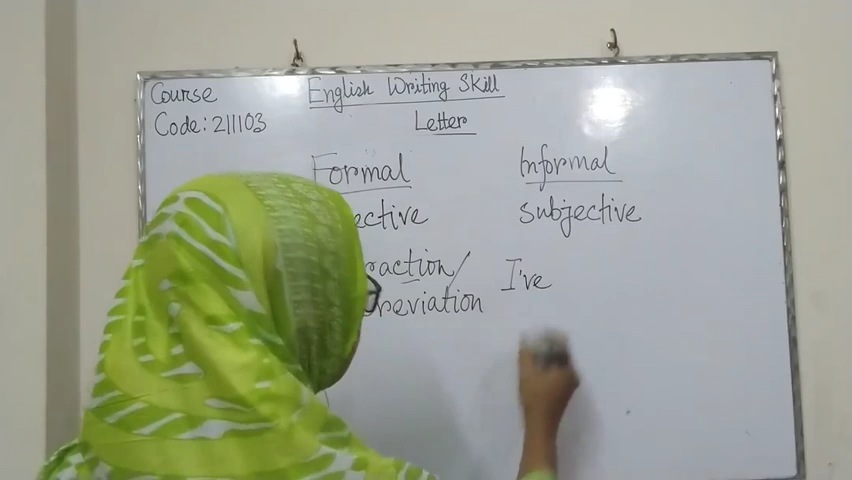 Course English Writing Skill
Code: 211103 Letter
Formal Informal
subjective
I've